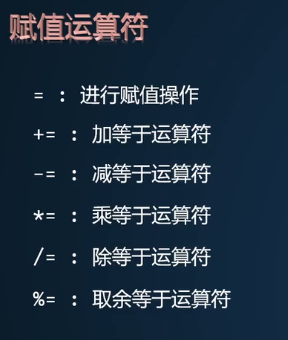 赋值运算符
= : 进行赋值操作
+= : 加等于运算符
-= : 减等于运算符
*= : 乘等于运算符
/= : 除等于运算符
%= : 取余等于运算符